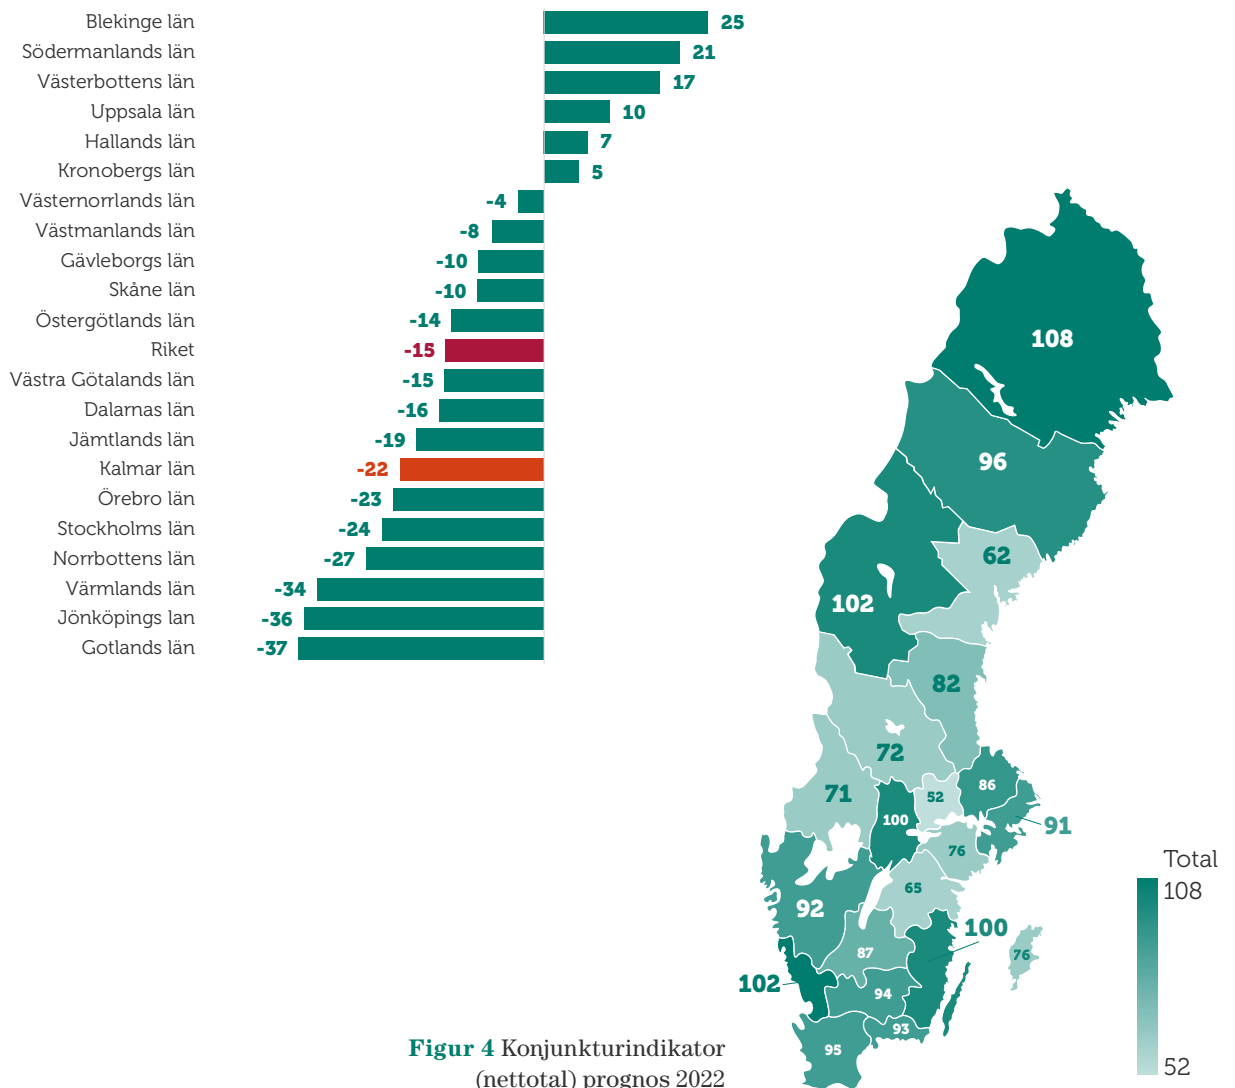 Blekinge län 25
Södermanlands län 21
Västerbottens län 17
Uppsala län 10
Hallands län 7
Kronobergs län 5
Västernorrlands län -4
Västmanlands län -8
Gävleborgs län -10
Skåne län -10
Östergötlands län -14
Riket -15
Västra Götalands län -15
Dalarnas län -16
Jämtlands län -19
Kalmar län -22
Örebro län -23
Stockholms län -24
Norrbottens län -27
Värmlands län -34
Jönköpings lan -36
Gotlands län -37
108
96
62
102
82
72
71
52
86
100
91
76
65
92
100
87
76
102
94
93
95
Total
108
52
Figur 4 Konjunkturindikator
(nettotal) prognos 2022